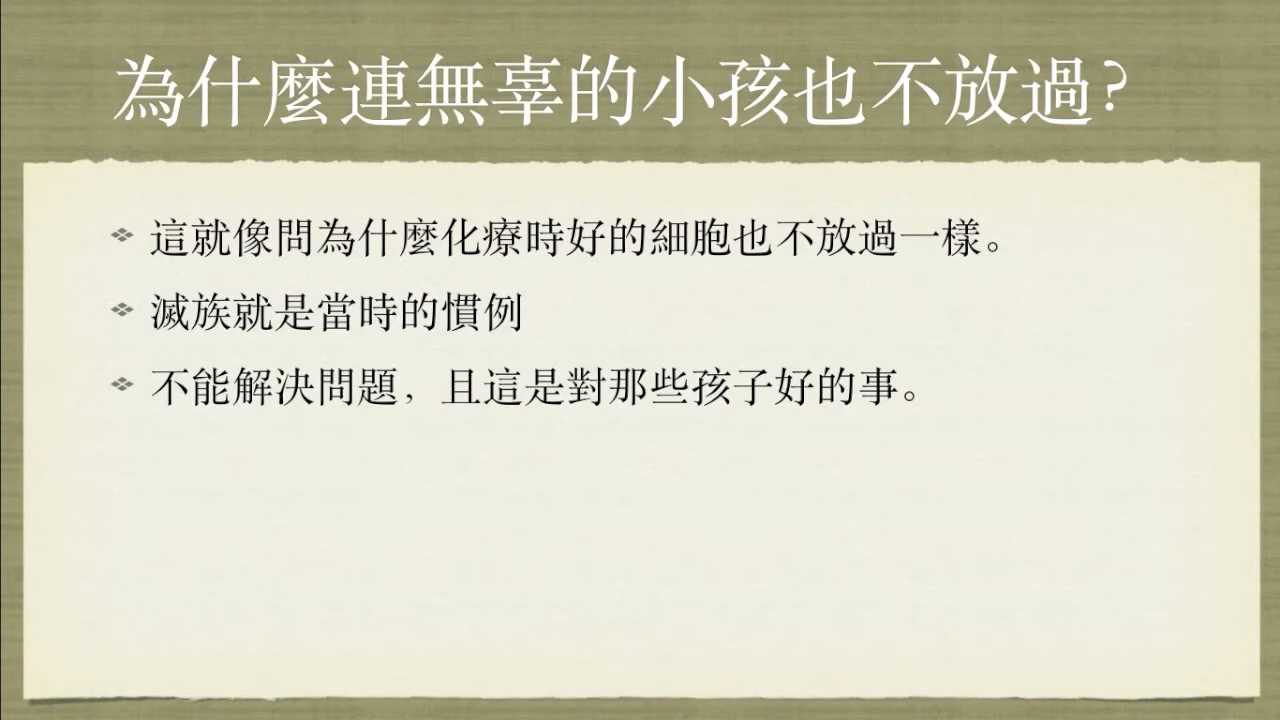 為什麼連無辜的小孩也不放過?
這就像問為什麼化療時好的細胞也不放過一樣。
滅族就是當時的慣例
不能解決問題，且這是對那些孩子好的事。